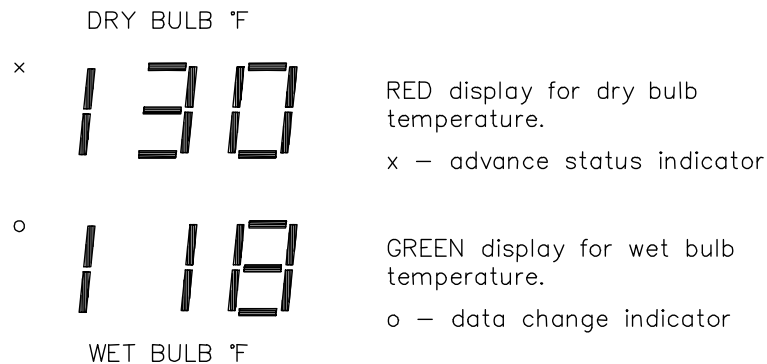 DRY BULB °F
x
130
RED display for dry bulb
temperature.
x – advance status indicator
o
118
GREEN display for wet bulb
temperature.
o – data change indicator
WET BULB °F